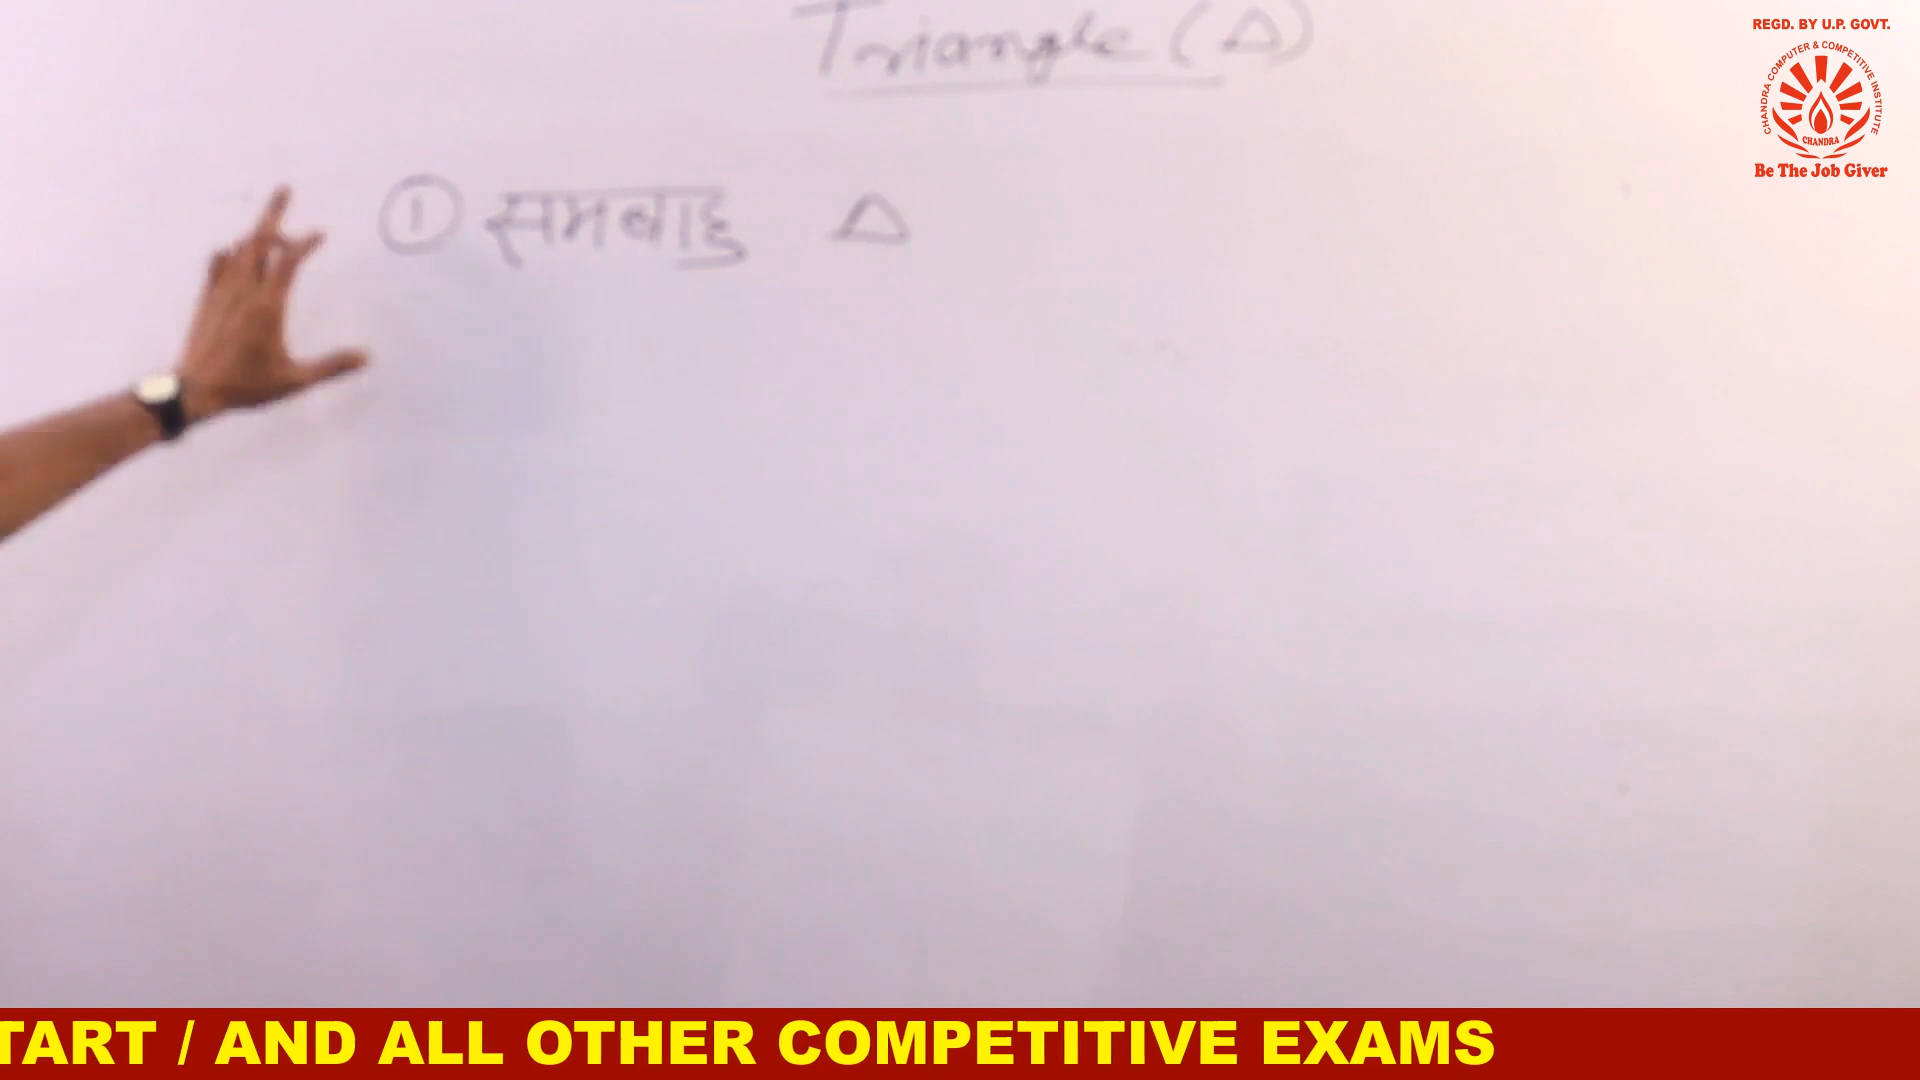 Triangle (Δ)
REGD. BY U.P. GOVT.
CHANDRA COMPUTER & COMPETITIVE INSTITUTE
CHANDRA
Be The Job Giver
① समबाहु Δ
TART / AND ALL OTHER COMPETITIVE EXAMS